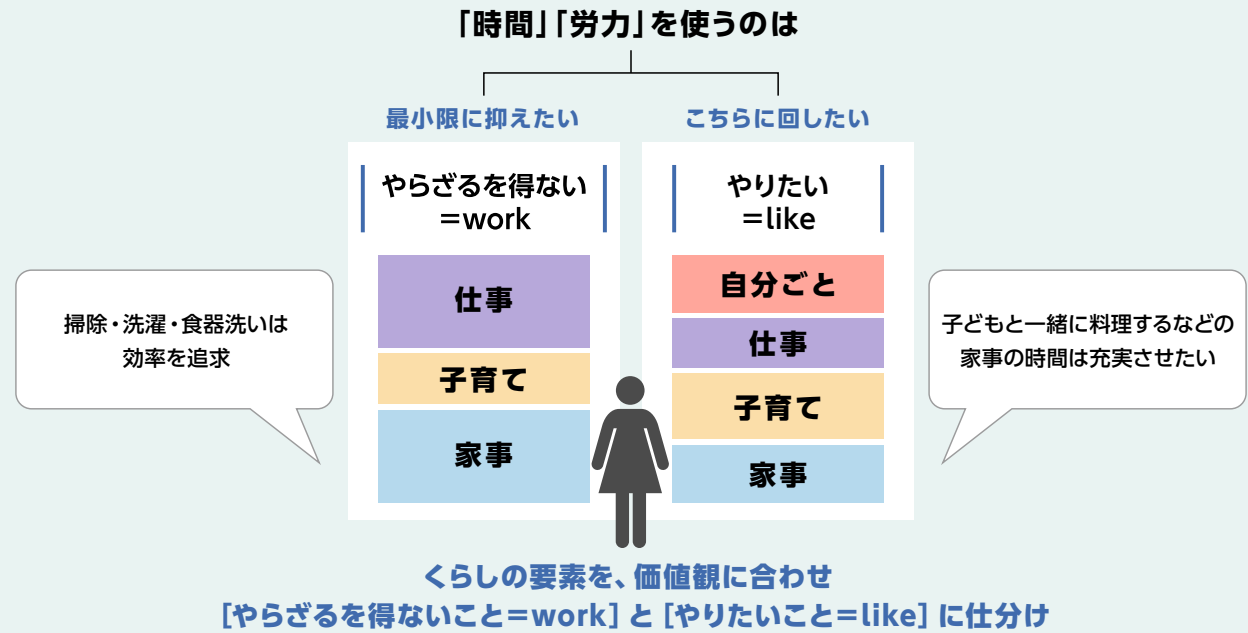 「時間」「労力」を使うのは
最小限に抑えたい
こちらに回したい
やらざるを得ない
=work
やりたい
=like
仕事
子育て
家事
自分ごと
仕事
子育て
家事
掃除・洗濯・食器洗いは
効率を追求
子どもと一緒に料理するなどの
家事の時間は充実させたい
くらしの要素を、価値観に合わせ
[やらざるを得ないこと=work] と [やりたいこと=like] に仕分け